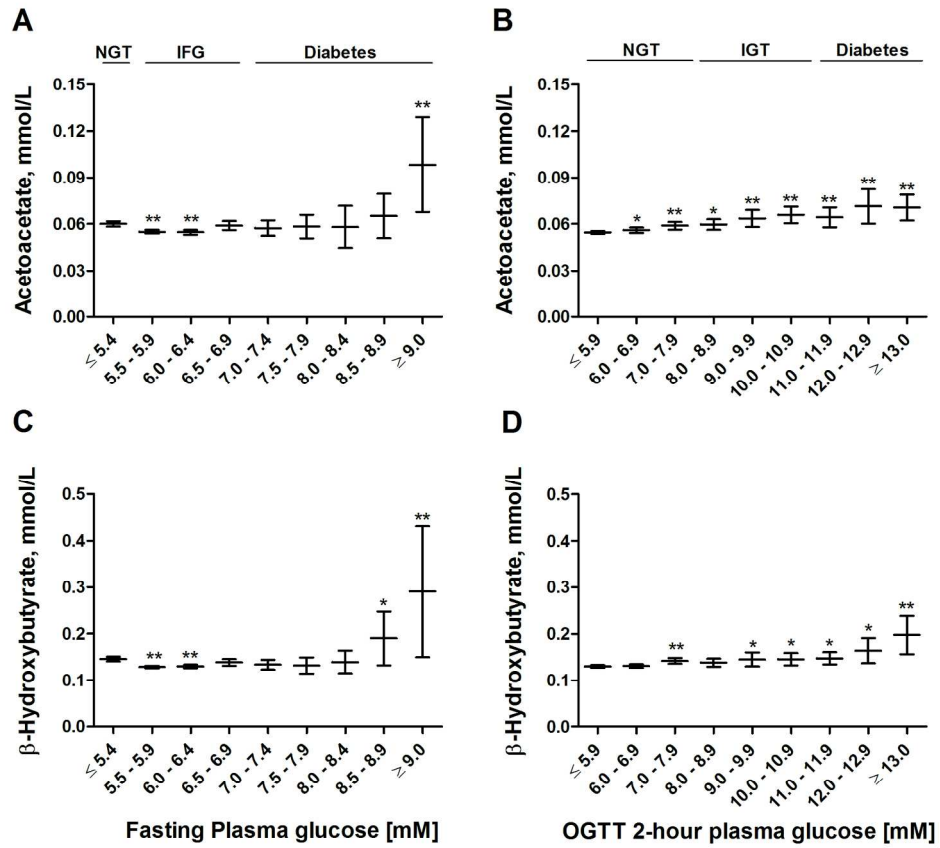 A
NGT IFG Diabetes
Acetoacetate, mmol/L
0.15
0.12
0.09
0.06
0.03
0.00
** ** **
≤ 5.4
5.5 - 5.9
6.0 - 6.4
6.5 - 6.9
7.0 - 7.4
7.5 - 7.9
8.0 - 8.4
8.5 - 8.9
≥ 9.0
B
NGT IGT Diabetes
Acetoacetate, mmol/L
0.15
0.12
0.09
0.06
0.03
0.00
* ** * ** ** ** ** **
≤ 5.9
6.0 - 6.9
7.0 - 7.9
8.0 - 8.9
9.0 - 9.9
10.0 - 10.9
11.0 - 11.9
12.0 - 12.9
≥ 13.0
C
β-Hydroxybutyrate, mmol/L
0.5
0.4
0.3
0.2
0.1
0.0
** ** * **
≤ 5.4
5.5 - 5.9
6.0 - 6.4
6.5 - 6.9
7.0 - 7.4
7.5 - 7.9
8.0 - 8.4
8.5 - 8.9
≥ 9.0
Fasting Plasma glucose [mM]
D
β-Hydroxybutyrate, mmol/L
0.5
0.4
0.3
0.2
0.1
0.0
** * * * * **
≤ 5.9
6.0 - 6.9
7.0 - 7.9
8.0 - 8.9
9.0 - 9.9
10.0 - 10.9
11.0 - 11.9
12.0 - 12.9
≥ 13.0
OGTT 2-hour plasma glucose [mM]